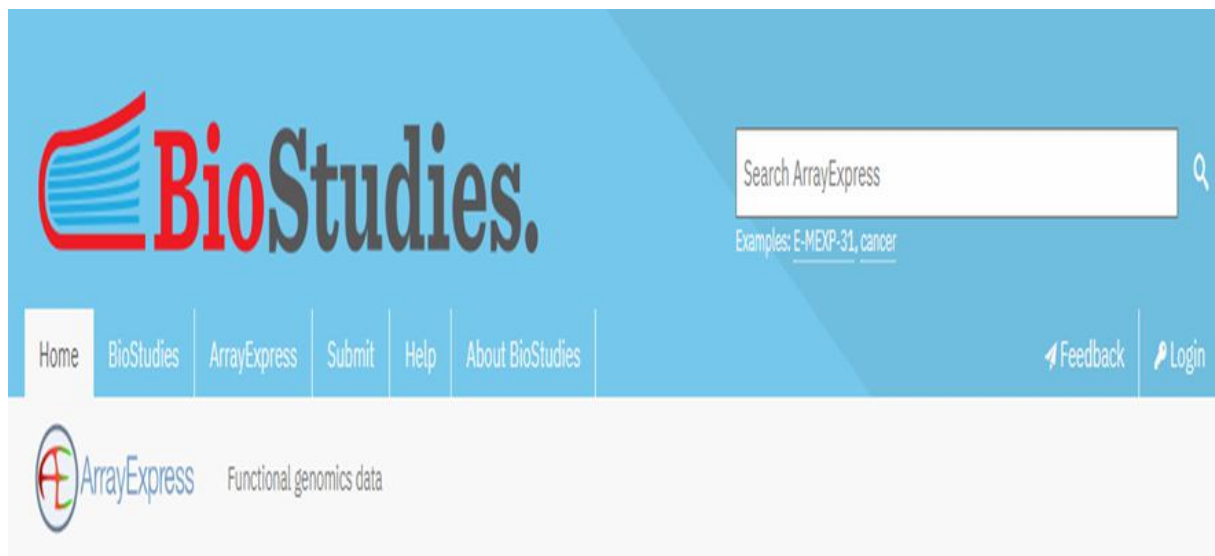 BioStudies.
Search ArrayExpress
Examples: E-MEXP-31, cancer
Home BioStudies ArrayExpress Submit Help About BioStudies Feedback Login
ArrayExpress Functional genomics data